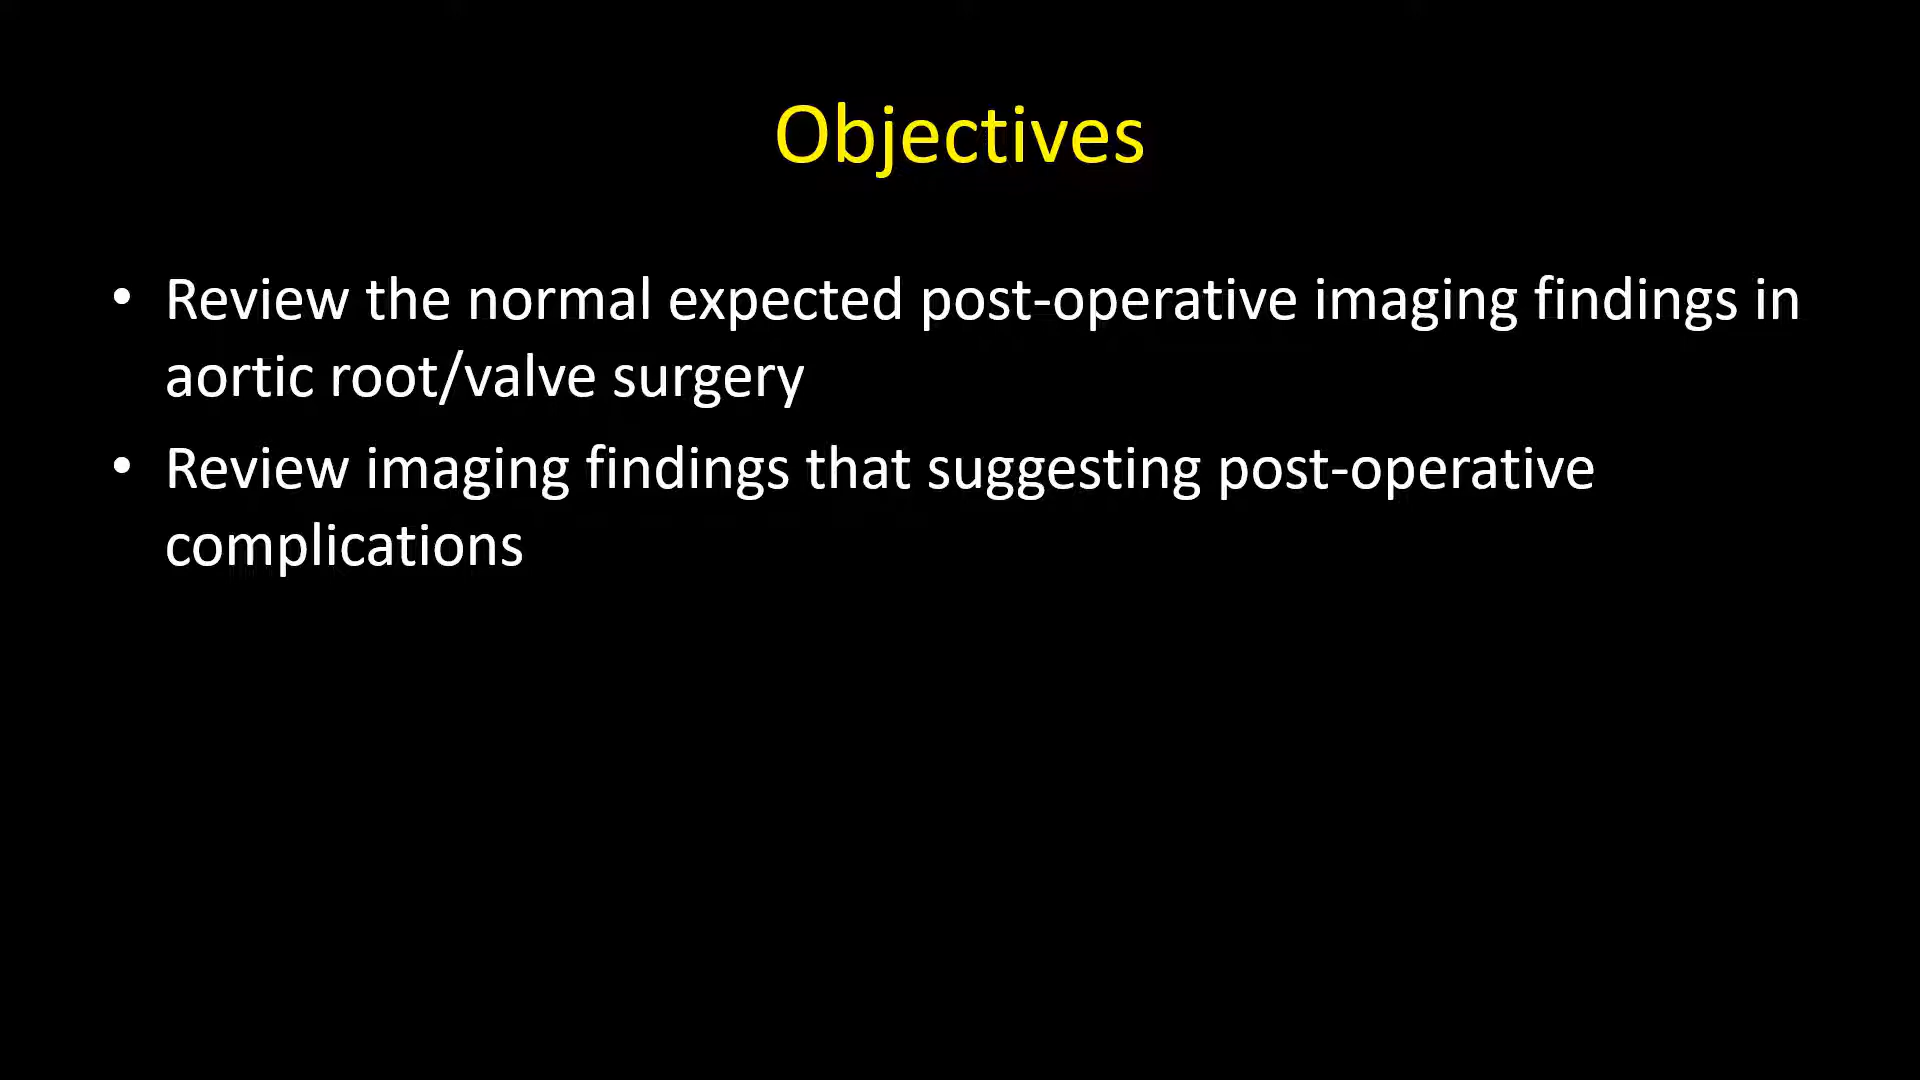 Objectives
• Review the normal expected post-operative imaging findings in
aortic root/valve surgery
• Review imaging findings that suggesting post-operative
complications